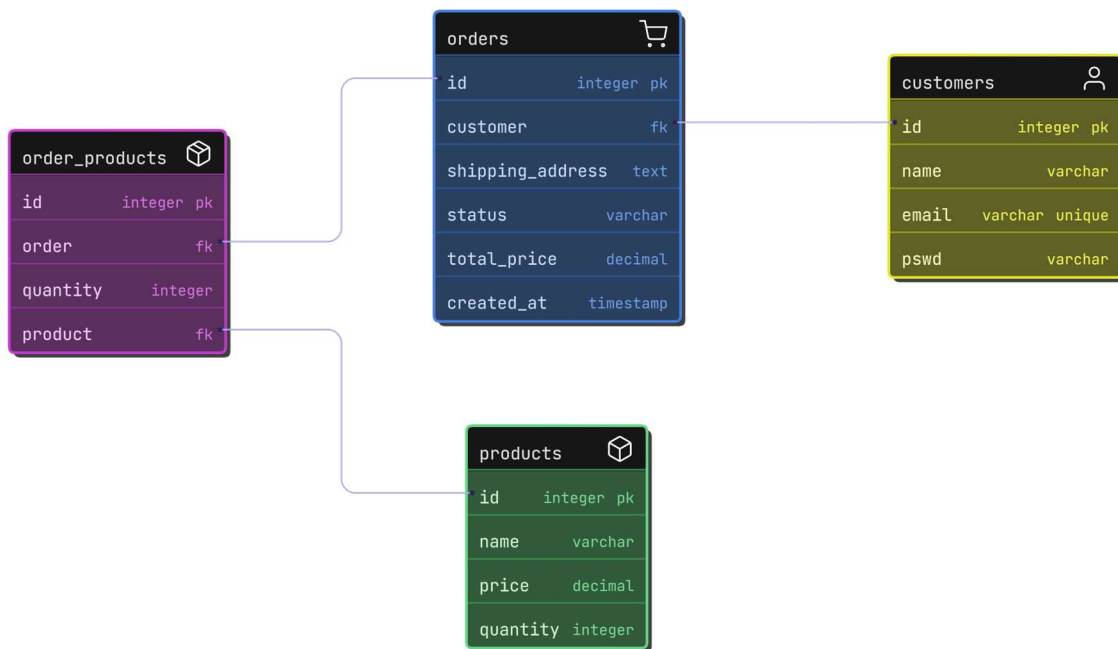 orders
id integer pk
customer fk
shipping_address text
status varchar
total_price decimal
created_at timestamp
customers
id integer pk
name varchar
email varchar unique
pswd varchar
order_products
id integer pk
order fk
quantity integer
product fk
products
id integer pk
name varchar
price decimal
quantity integer